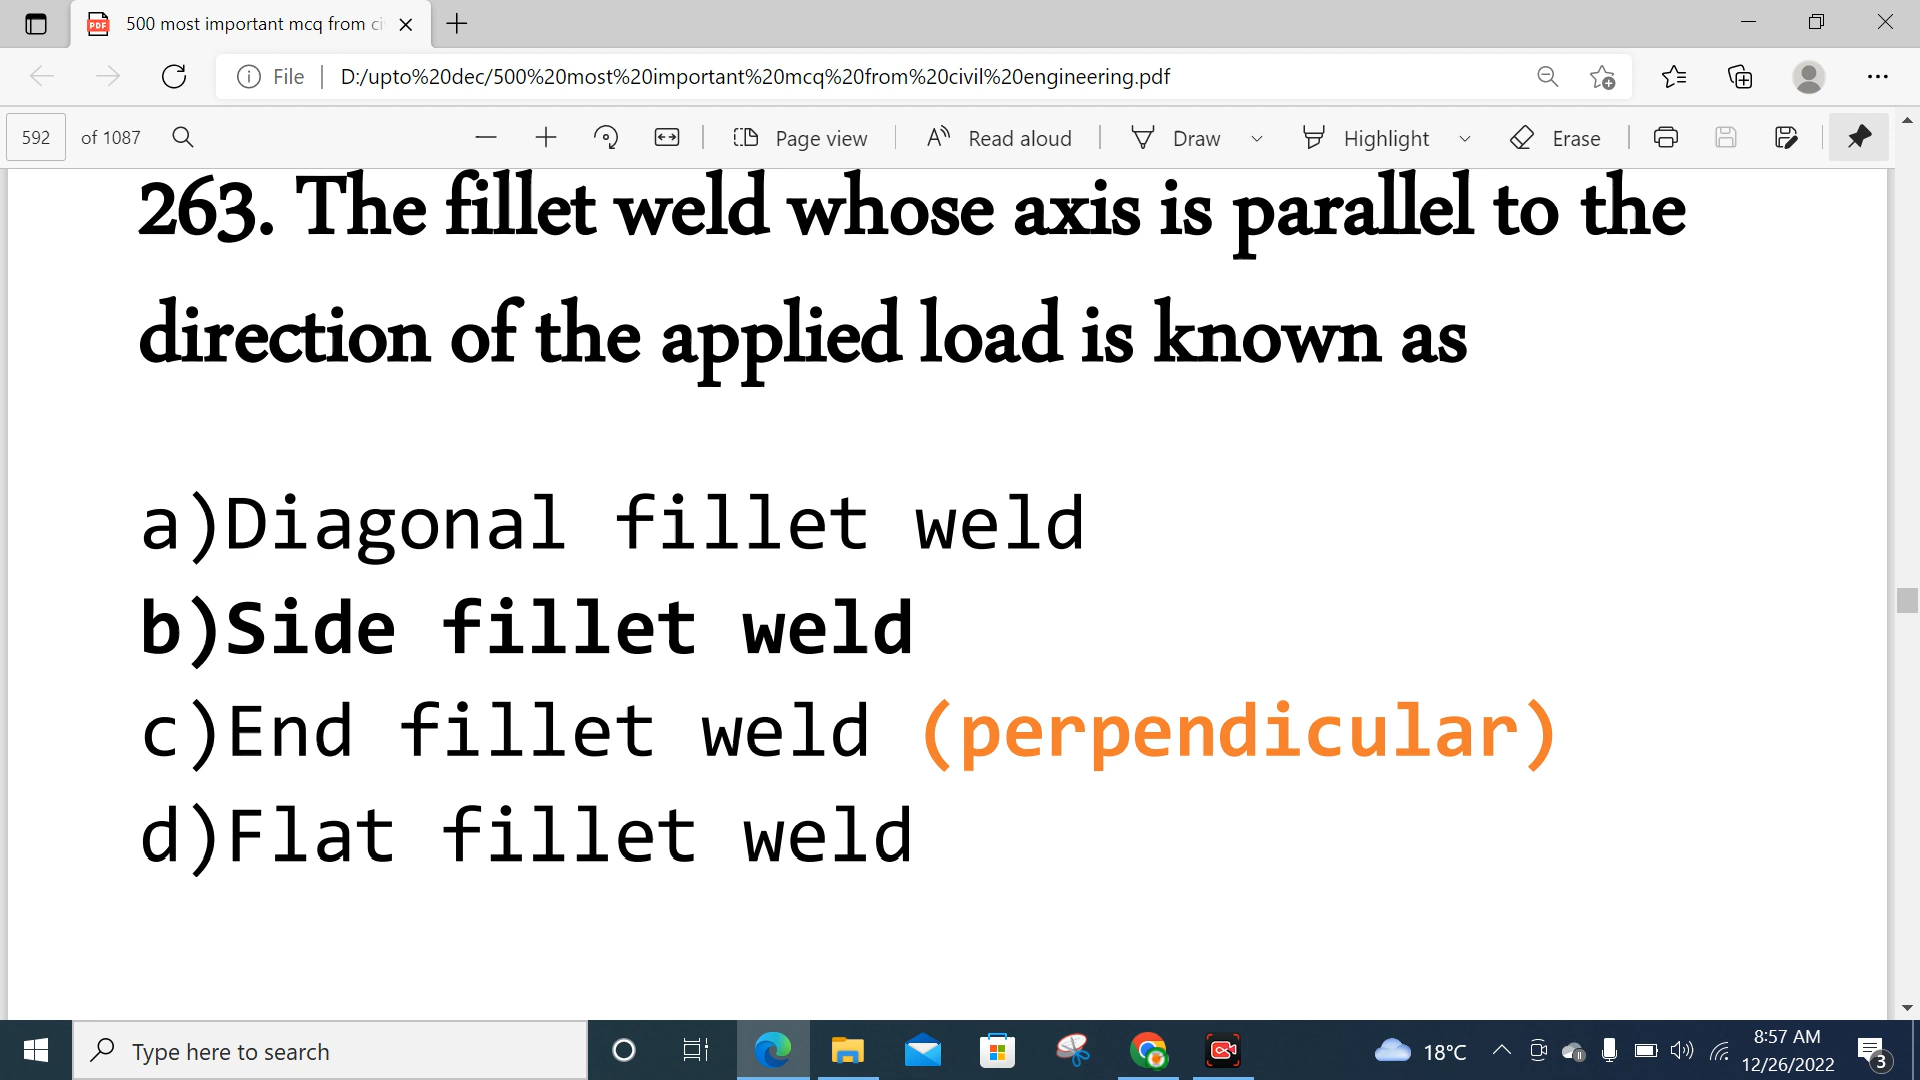 500 most important mcq from ci
File
D:/upto%20dec/500%20most%20important%20mcq%20from%20civil%20engineering.pdf
592 of 1087
Page view
Read aloud
Draw
Highlight
Erase
263. The fillet weld whose axis is parallel to the
direction of the applied load is known as
a)Diagonal fillet weld
b)Side fillet weld
c)End fillet weld (perpendicular)
d)Flat fillet weld
Type here to search
18°C
8:57 AM
12/26/2022
3